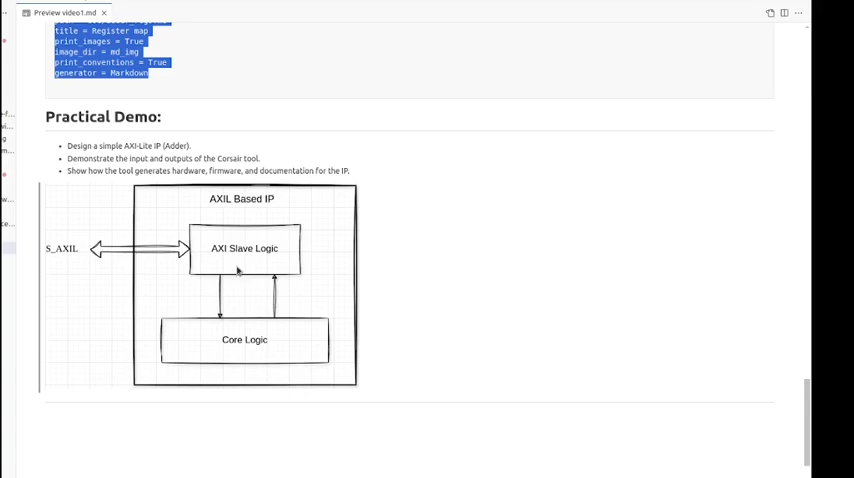 Preview video1.md
title = Register map
print_images = True
image_dir = md_img
print_conventions = True
generator = Markdown
Practical Demo:
Design a simple AXI-Lite IP (Adder).
Demonstrate the input and outputs of the Corsair tool.
Show how the tool generates hardware, firmware, and documentation for the IP.
AXIL Based IP
S_AXIL
AXI Slave Logic
Core Logic